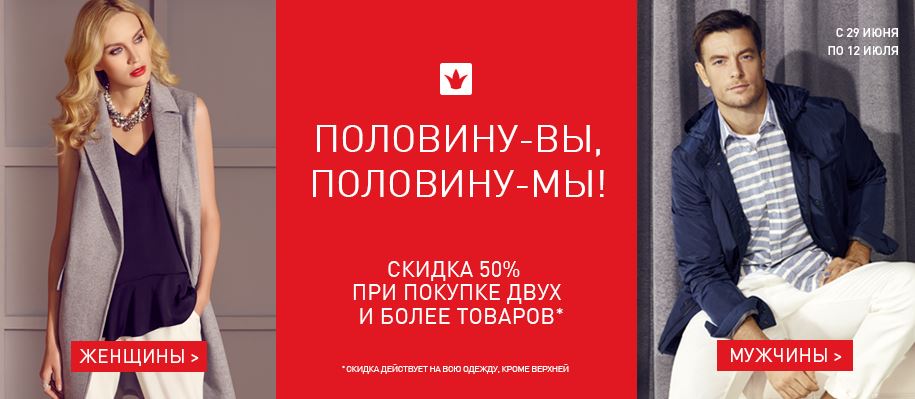 С 29 ИЮНЯ
ПО 12 ИЮЛЯ
ПОЛОВИНУ-ВЫ,
ПОЛОВИНУ-МЫ!
СКИДКА 50%
ПРИ ПОКУПКЕ ДВУХ
И БОЛЕЕ ТОВАРОВ*
ЖЕНЩИНЫ >
МУЖЧИНЫ >
*СКИДКА ДЕЙСТВУЕТ НА ВСЮ ОДЕЖДУ, КРОМЕ ВЕРХНЕЙ